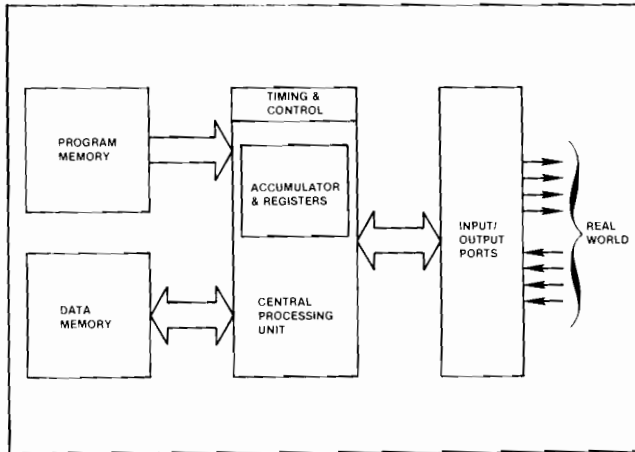 TIMING &
CONTROL
PROGRAM
MEMORY
ACCUMULATOR
& REGISTERS
INPUT/
OUTPUT
PORTS
REAL
WORLD
DATA
MEMORY
CENTRAL
PROCESSING
UNIT